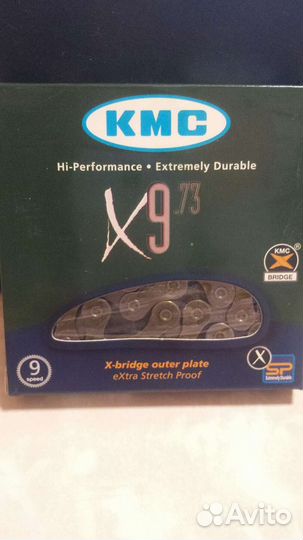 KMC
Hi-Performance • Extremely Durable
X9.73
KMC
X
BRIDGE
9
speed
X-bridge outer plate
eXtra Stretch Proof
X
SP
Extremely Durable
Avito